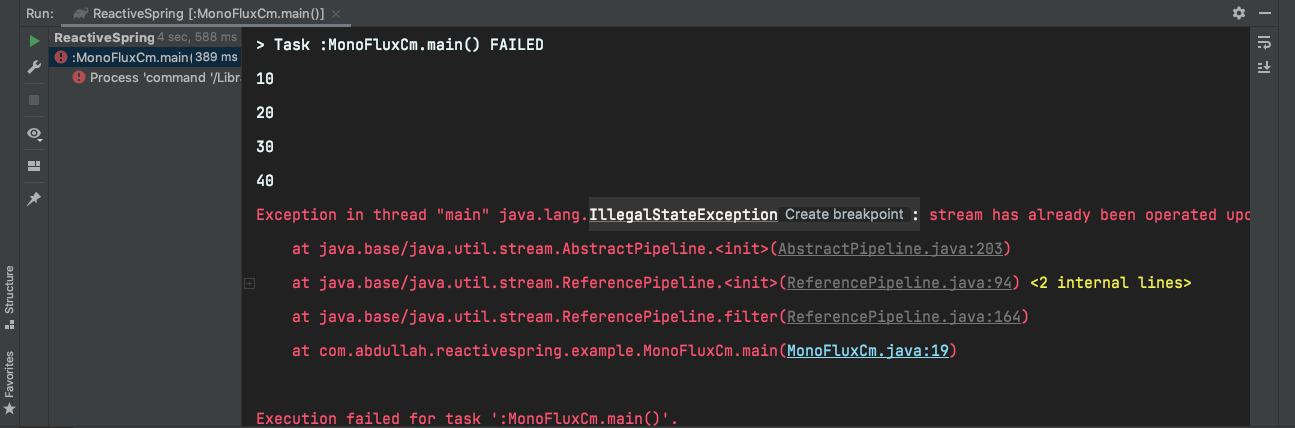 Run: ReactiveSpring [:MonoFluxCm.main()] ×
ReactiveSpring 4 sec, 588 ms
:MonoFluxCm.main( 389 ms
Process 'command '/Libr
> Task :MonoFluxCm.main() FAILED
10
20
30
40
Exception in thread "main" java.lang.IllegalStateException Create breakpoint : stream has already been operated upo
at java.base/java.util.stream.AbstractPipeline.<init>(AbstractPipeline.java:203)
at java.base/java.util.stream.ReferencePipeline.<init>(ReferencePipeline.java:94) <2 internal lines>
at java.base/java.util.stream.ReferencePipeline.filter(ReferencePipeline.java:164)
at com.abdullah.reactivespring.example.MonoFluxCm.main(MonoFluxCm.java:19)
Execution failed for task ':MonoFluxCm.main()'.
Structure
Favorites